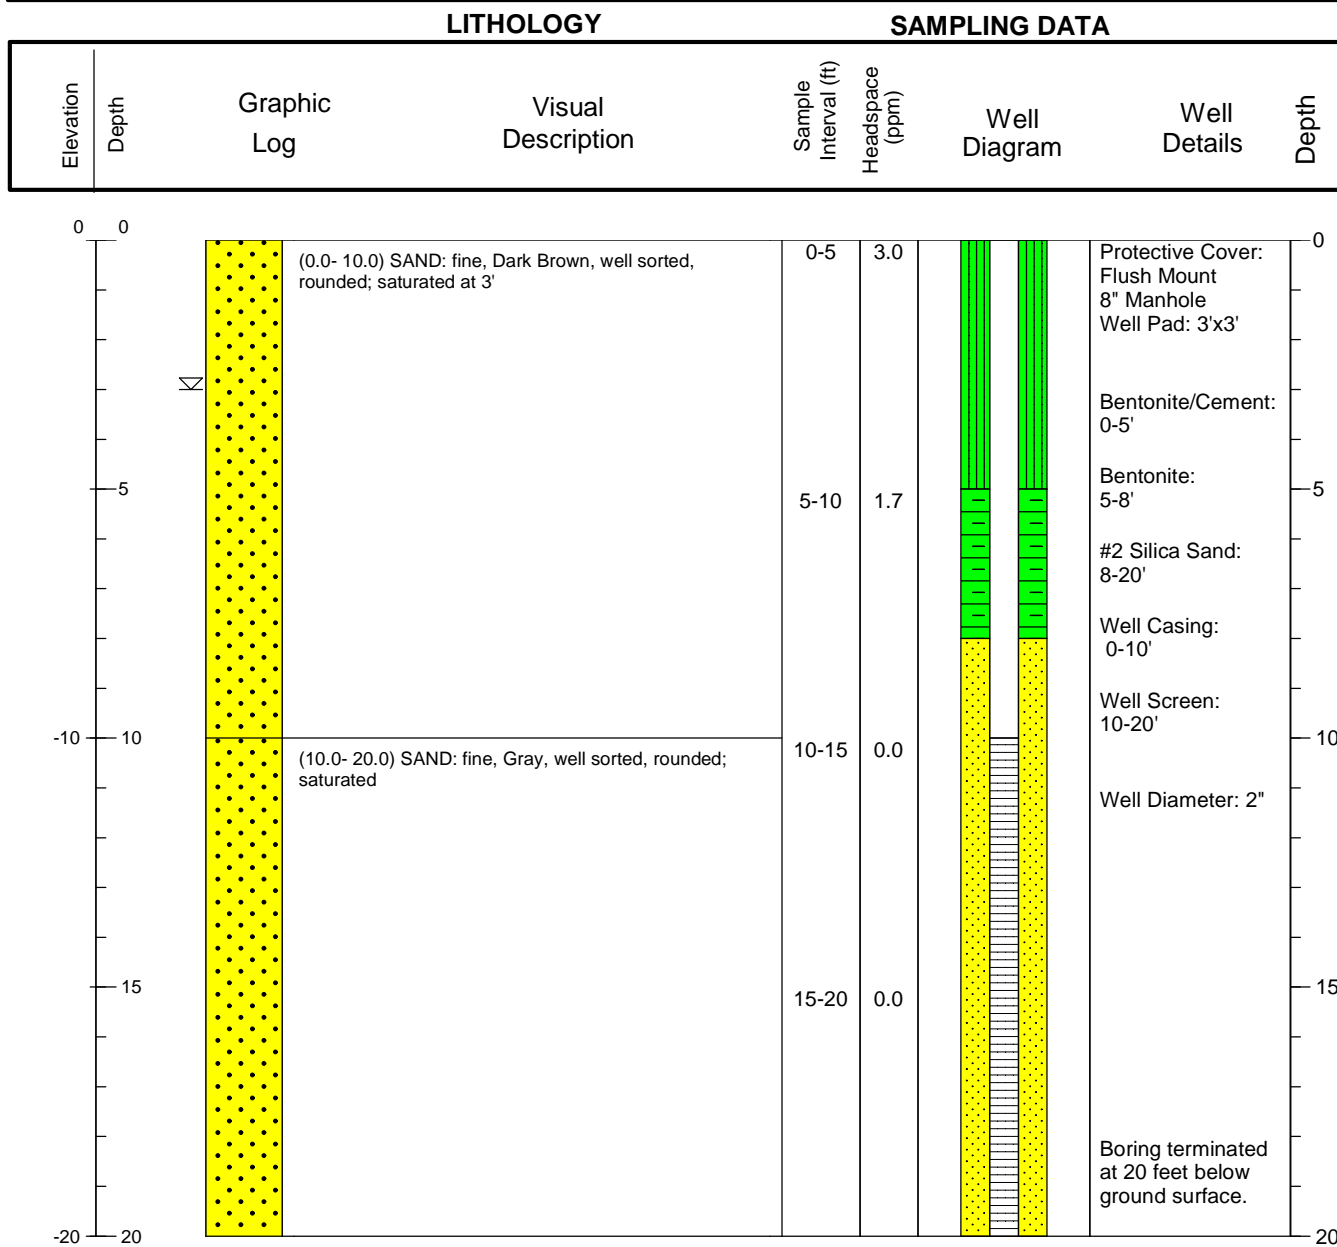 LITHOLOGY
SAMPLING DATA
Elevation
Depth
Graphic
Log
Visual
Description
Sample
Interval (ft)
Headspace
(ppm)
Well
Diagram
Well
Details
Depth
0 0
(0.0- 10.0) SAND: fine, Dark Brown, well sorted,
rounded; saturated at 3'
0-5
3.0
Protective Cover:
Flush Mount
8" Manhole
Well Pad: 3'x3'
0
Bentonite/Cement:
0-5'
5
5-10
1.7
Bentonite:
5-8'
5
#2 Silica Sand:
8-20'
Well Casing:
0-10'
Well Screen:
10-20'
-10 10
(10.0- 20.0) SAND: fine, Gray, well sorted, rounded;
saturated
10-15
0.0
10
Well Diameter: 2"
15
15-20
0.0
15
Boring terminated
at 20 feet below
ground surface.
-20 20
20